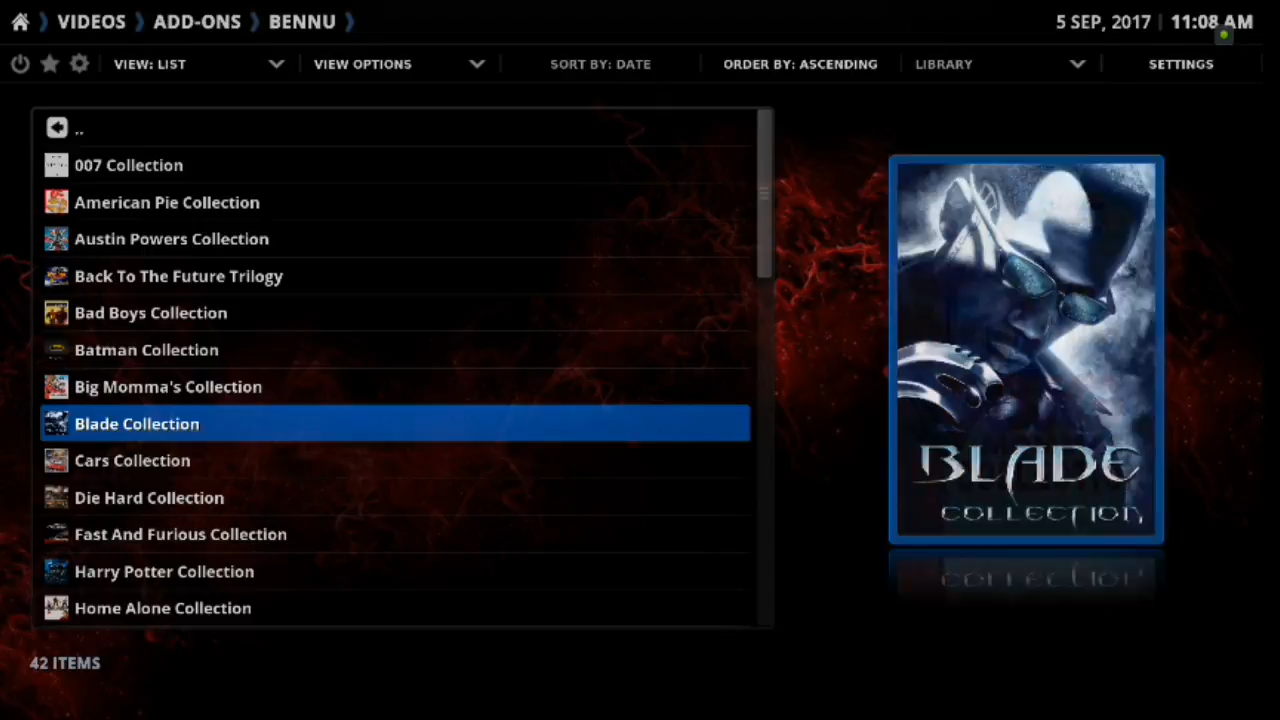 VIDEOS ADD-ONS BENNU 5 SEP, 2017 11:08 AM
VIEW: LIST VIEW OPTIONS SORT BY: DATE ORDER BY: ASCENDING LIBRARY SETTINGS
..
007 Collection
American Pie Collection
Austin Powers Collection
Back To The Future Trilogy
Bad Boys Collection
Batman Collection
Big Momma's Collection
Blade Collection
Cars Collection
Die Hard Collection
Fast And Furious Collection
Harry Potter Collection
Home Alone Collection
42 ITEMS
BLADE
COLLECTION